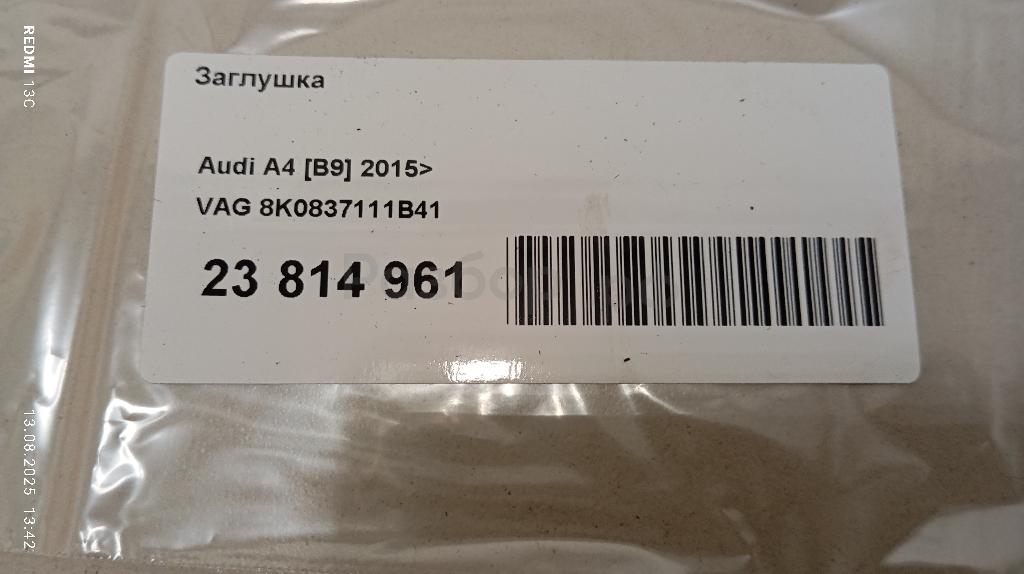 Заглушка
Audi A4 [B9] 2015>
VAG 8K0837111B41
23 814 961
REDMI 13C
13.08.2025 13:42